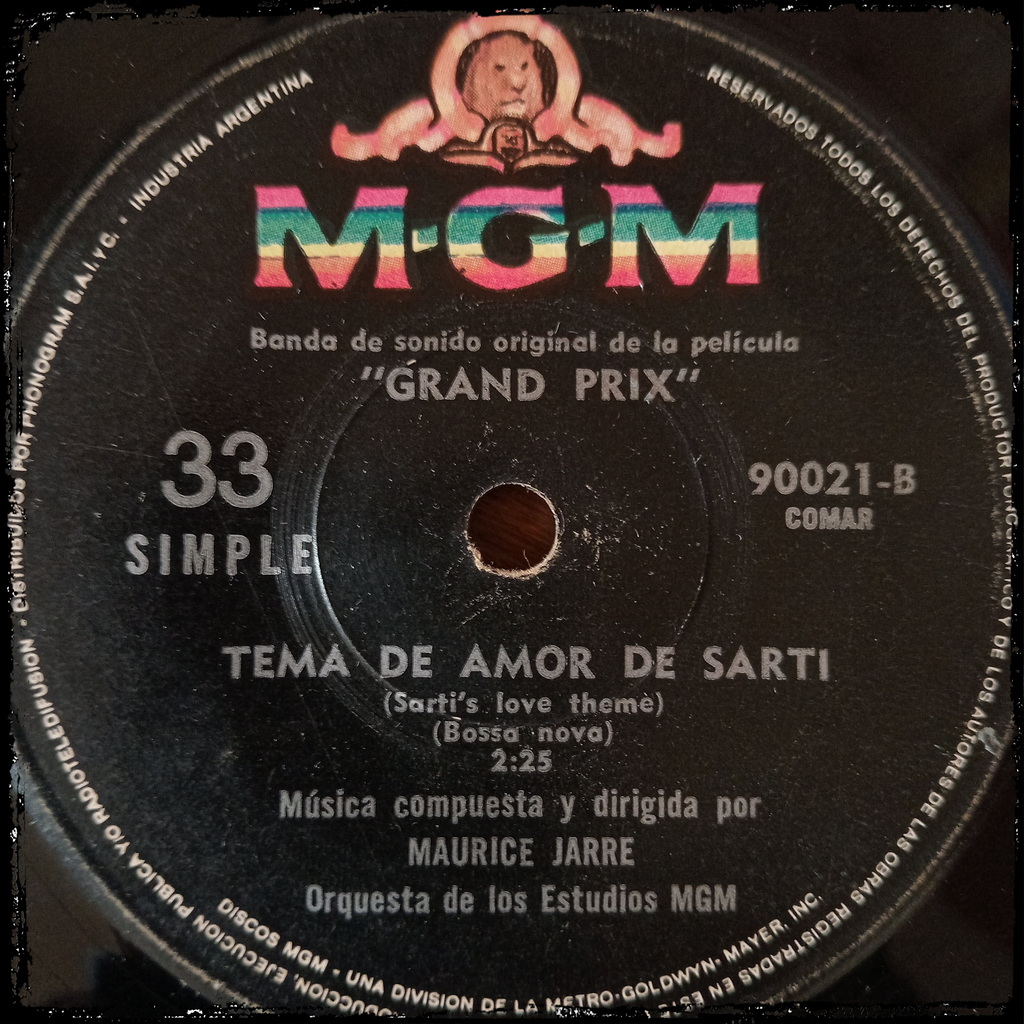 M·G·M
Banda de sonido original de la película
"GRAND PRIX"
33
SIMPLE
90021-B
COMAR
TEMA DE AMOR DE SARTI
(Sarti's love theme)
(Bossa nova)
2:25
Música compuesta y dirigida por
MAURICE JARRE
Orquesta de los Estudios MGM
DISCOS MGM - UNA DIVISION DE LA METRO-GOLDWYN-MAYER, INC.
RESERVADOS TODOS LOS DERECHOS DEL PRODUCTOR Y DE LOS AUTORES DE LAS OBRAS REGISTRADAS EN
EJECUCION PUBLICA Y/O RADIOTELEDIFUSION - DISTRIBUIDOS POR PHONOGRAM S.A.I. y C. - INDUSTRIA ARGENTINA